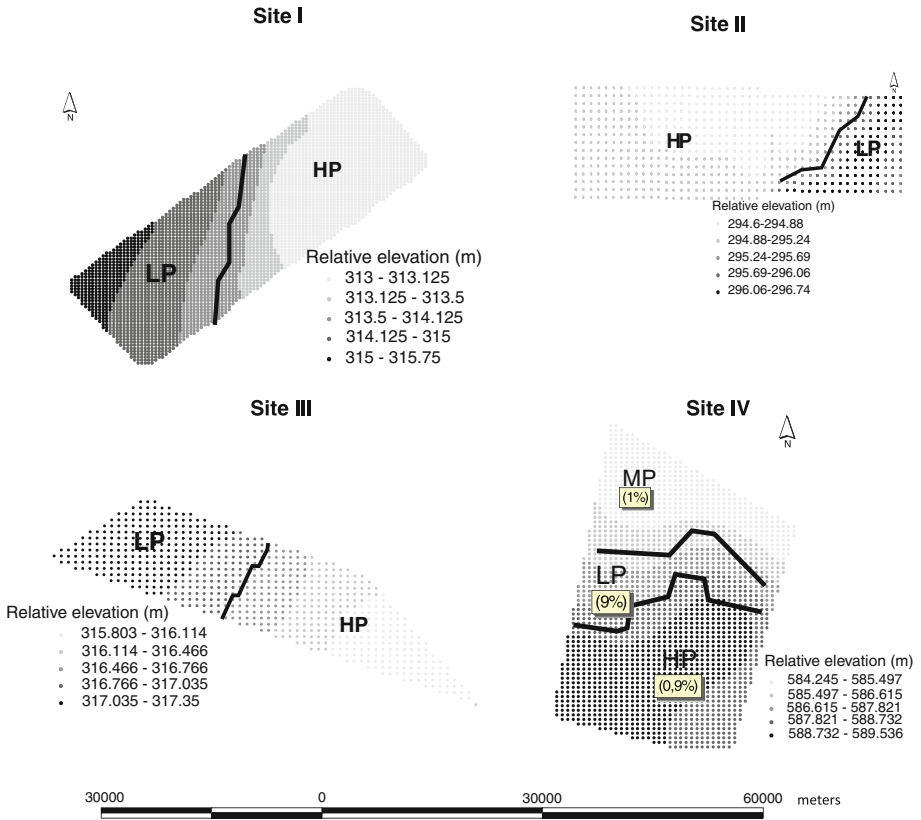 Site I
N
HP
LP
Relative elevation (m)
313 - 313.125
313.125 - 313.5
313.5 - 314.125
314.125 - 315
315 - 315.75
Site II
N
HP
LP
Relative elevation (m)
294.6-294.88
294.88-295.24
295.24-295.69
295.69-296.06
296.06-296.74
Site III
LP
HP
Relative elevation (m)
315.803 - 316.114
316.114 - 316.466
316.466 - 316.766
316.766 - 317.035
317.035 - 317.35
Site IV
N
MP
(1%)
LP
(9%)
HP
(0,9%)
Relative elevation (m)
584.245 - 585.497
585.497 - 586.615
586.615 - 587.821
587.821 - 588.732
588.732 - 589.536
30000 0 30000 60000 meters